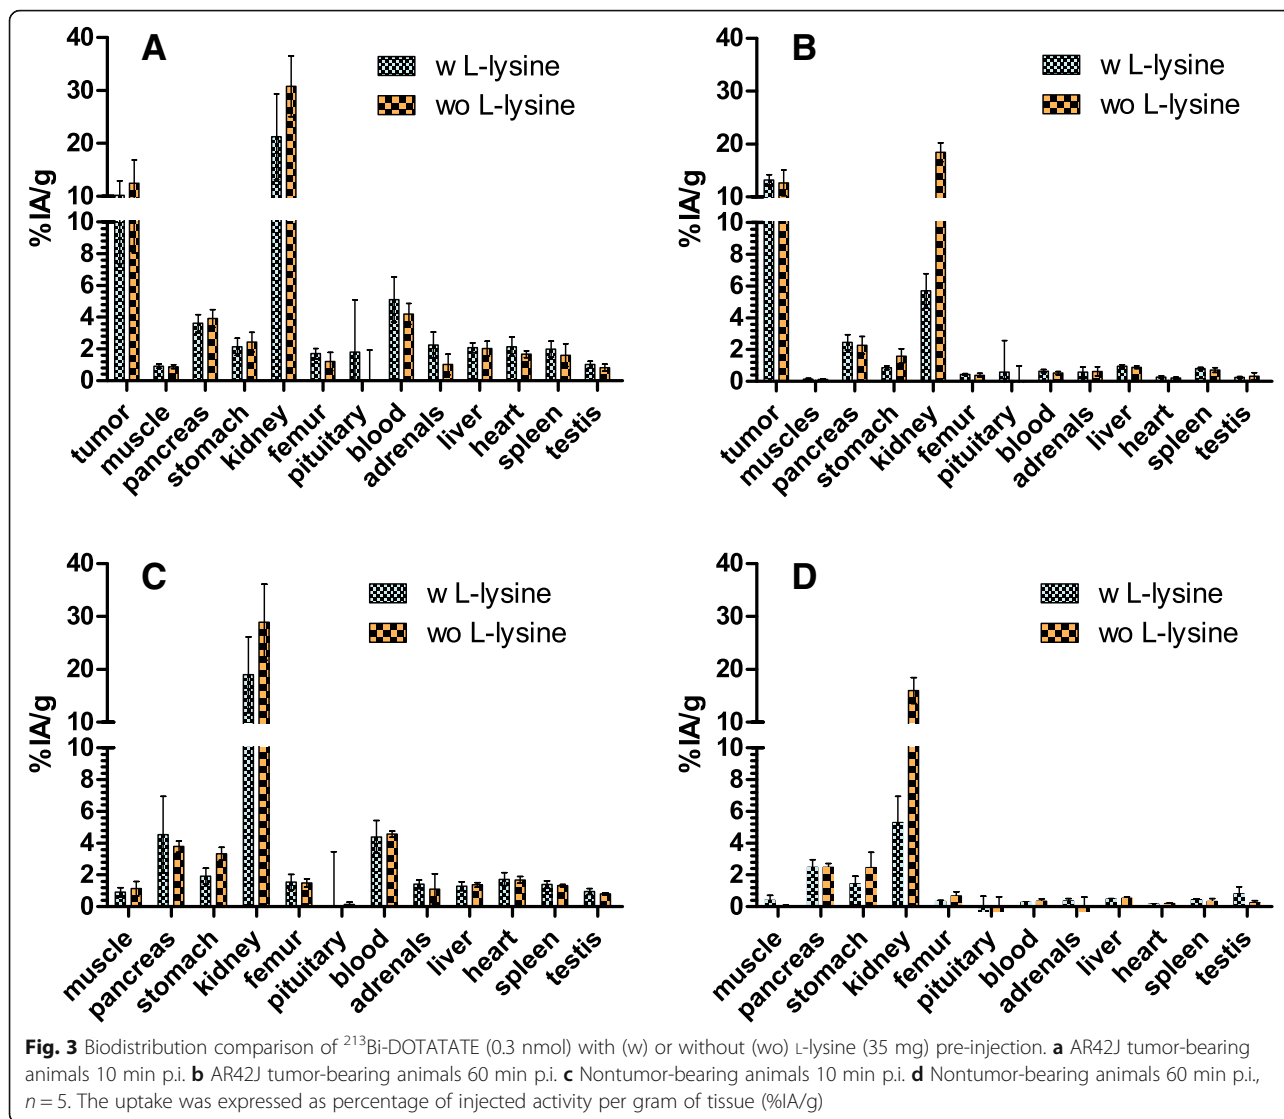 A
w L-lysine
wo L-lysine
%IA/g
40
30
20
10
10
8
6
4
2
0
tumor
muscle
pancreas
stomach
kidney
femur
pituitary
blood
adrenals
liver
heart
spleen
testis
B
w L-lysine
wo L-lysine
%IA/g
40
30
20
10
10
8
6
4
2
0
tumor
muscles
pancreas
stomach
kidney
femur
pituitary
blood
adrenals
liver
heart
spleen
testis
C
w L-lysine
wo L-lysine
%IA/g
40
30
20
10
10
8
6
4
2
0
muscle
pancreas
stomach
kidney
femur
pituitary
blood
adrenals
liver
heart
spleen
testis
D
w L-lysine
wo L-lysine
%IA/g
40
30
20
10
10
8
6
4
2
0
muscle
pancreas
stomach
kidney
femur
pituitary
blood
adrenals
liver
heart
spleen
testis
Fig. 3 Biodistribution comparison of ²¹³Bi-DOTATATE (0.3 nmol) with (w) or without (wo) L-lysine (35 mg) pre-injection. a AR42J tumor-bearing
animals 10 min p.i. b AR42J tumor-bearing animals 60 min p.i. c Nontumor-bearing animals 10 min p.i. d Nontumor-bearing animals 60 min p.i.,
n = 5. The uptake was expressed as percentage of injected activity per gram of tissue (%IA/g)